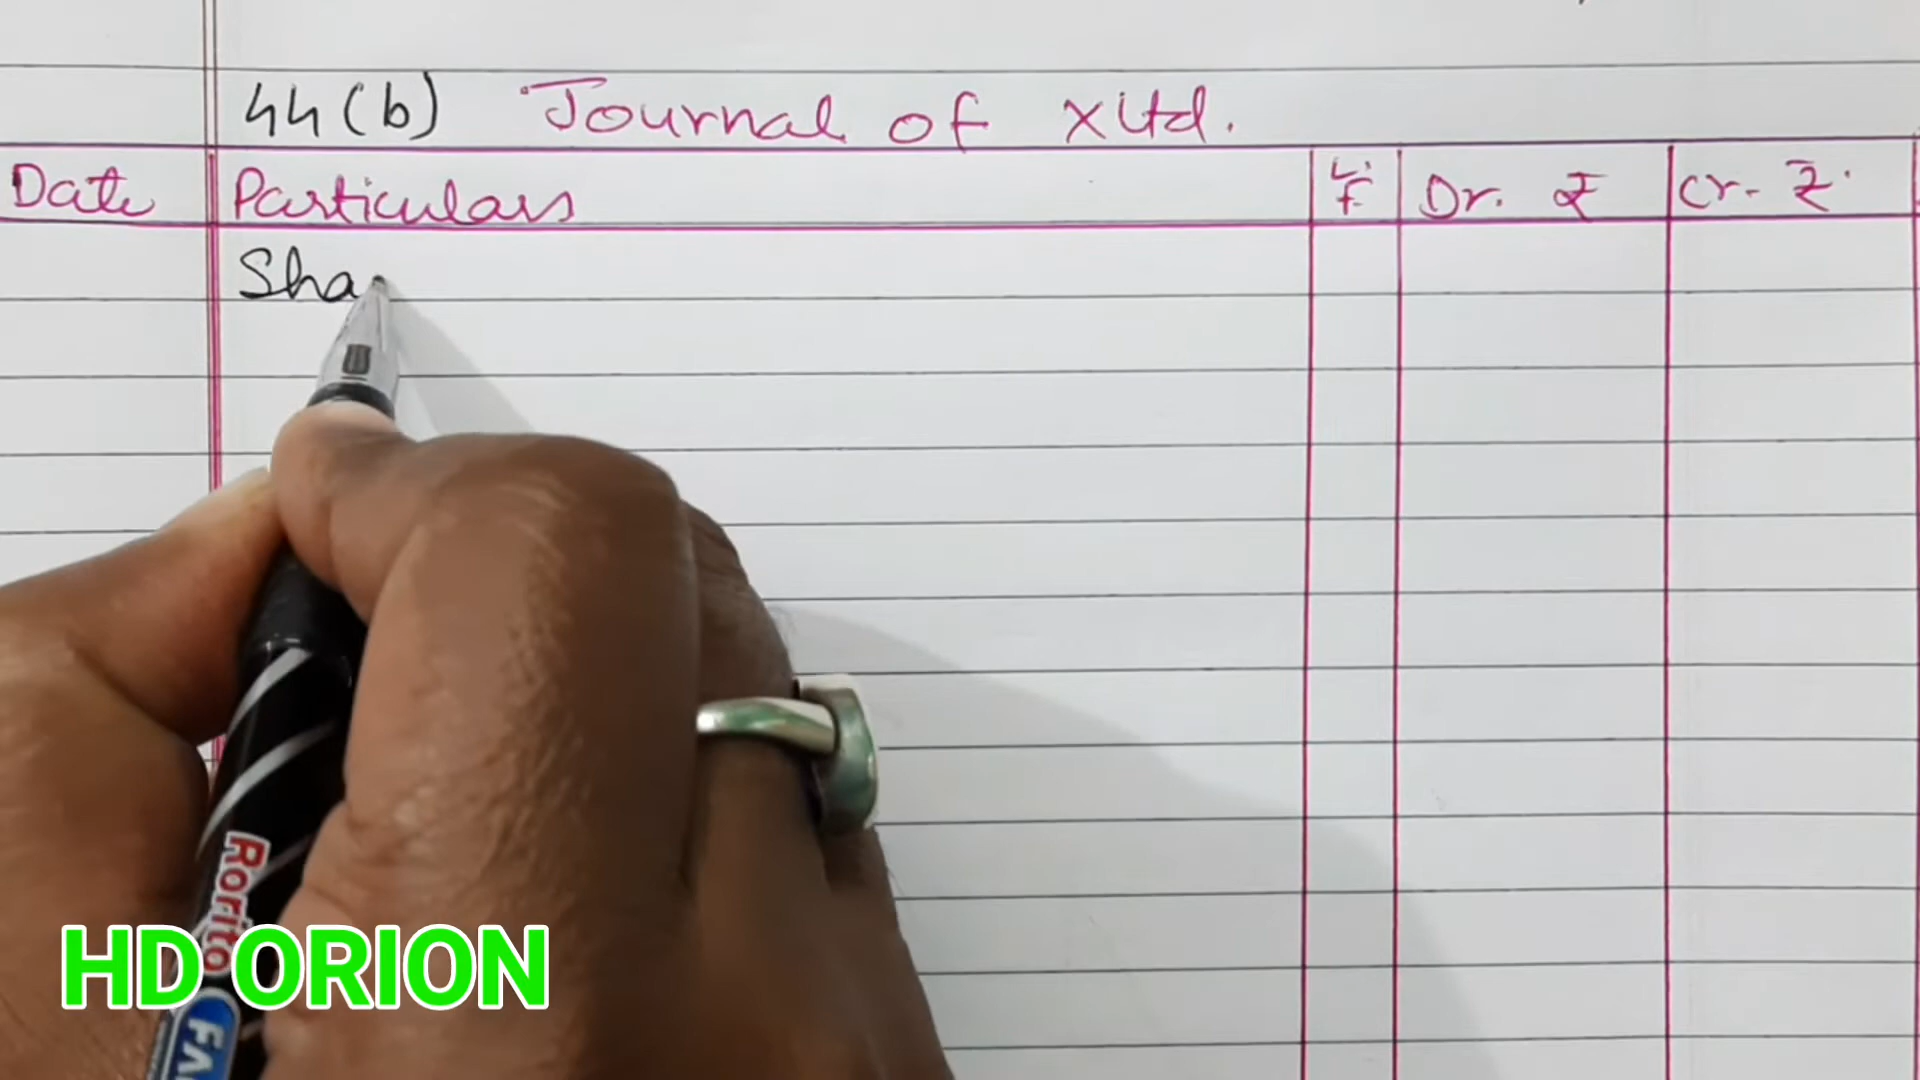 44(b) Journal of X Ltd.
Date Particulars L.F. Dr. ₹ Cr. ₹
Sha
Rorito
HD ORION